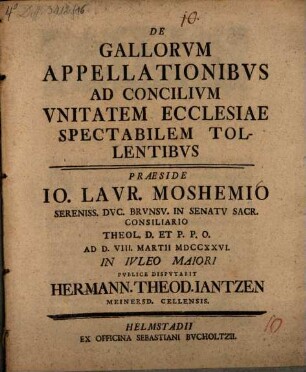 10.
DE
GALLORVM
APPELLATIONIBVS
AD CONCILIVM
VNITATEM ECCLESIAE
SPECTABILEM TOL-
LENTIBVS
PRAESIDE
IO. LAVR. MOSHEMIO
SERENISS. DVC. BRVNSV. IN SENATV SACR.
CONSILIARIO
THEOL. D. ET P. P. O.
AD D. VIII. MARTII MDCCXXVI.
IN IVLEO MAIORI
PVBLICE DISPVTABIT
HERMANN. THEOD. IANTZEN
MEINERSD. CELLENSIS.
HELMSTADII
EX OFFICINA SEBASTIANI BVCHOLTZII.
10